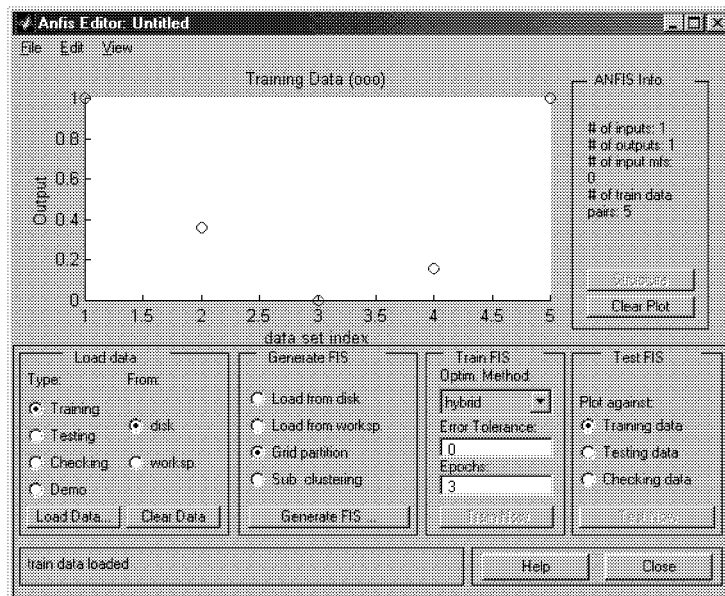 Anfis Editor: Untitled
File Edit View
Training Data (ooo)
1
0.8
0.6
0.4
0.2
0
Output
1 1.5 2 2.5 3 3.5 4 4.5 5
data set index
ANFIS Info.
# of inputs: 1
# of outputs: 1
# of input mfs:
0
# of train data
pairs: 5
Structure
Clear Plot
Load data
Type: From:
Training
Testing
Checking
Demo
disk
worksp.
Load Data... Clear Data
Generate FIS
Load from disk
Load from worksp.
Grid partition
Sub. clustering
Generate FIS ...
Train FIS
Optim. Method:
hybrid
Error Tolerance:
0
Epochs:
3
Train Now
Test FIS
Plot against:
Training data
Testing data
Checking data
Test Now
train data loaded
Help Close